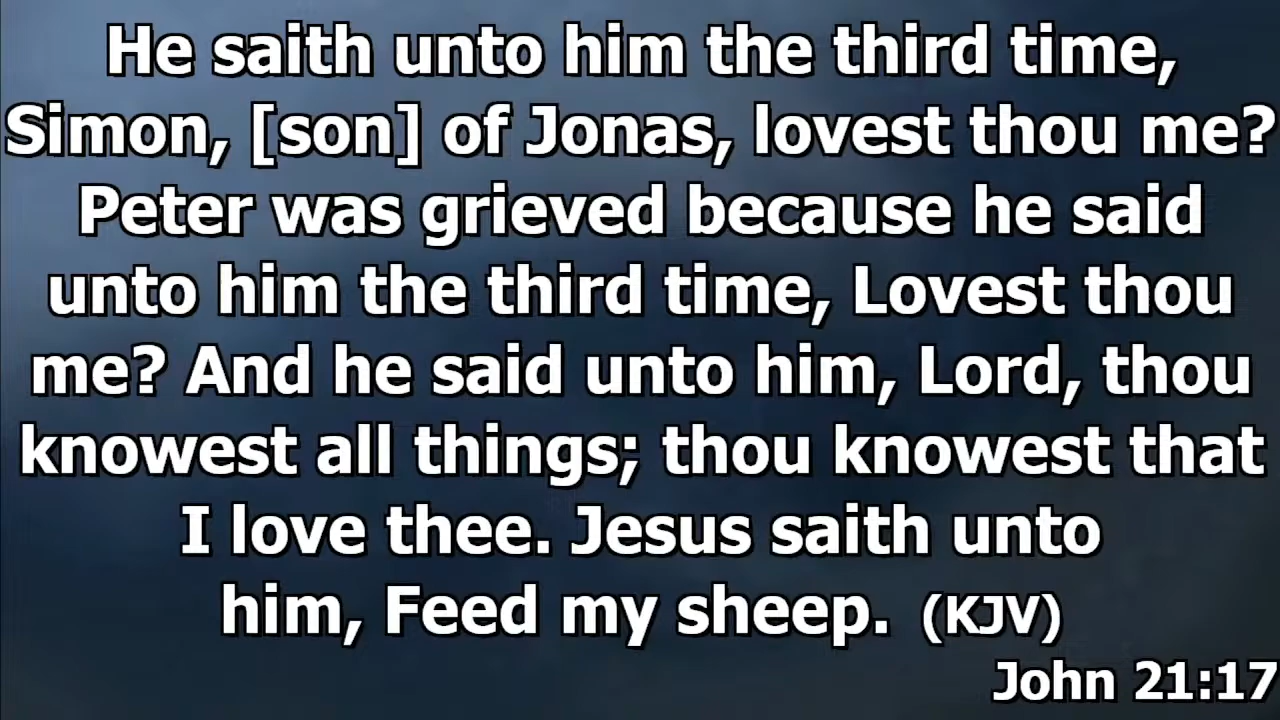 He saith unto him the third time,
Simon, [son] of Jonas, lovest thou me?
Peter was grieved because he said
unto him the third time, Lovest thou
me? And he said unto him, Lord, thou
knowest all things; thou knowest that
I love thee. Jesus saith unto
him, Feed my sheep. (KJV)
John 21:17